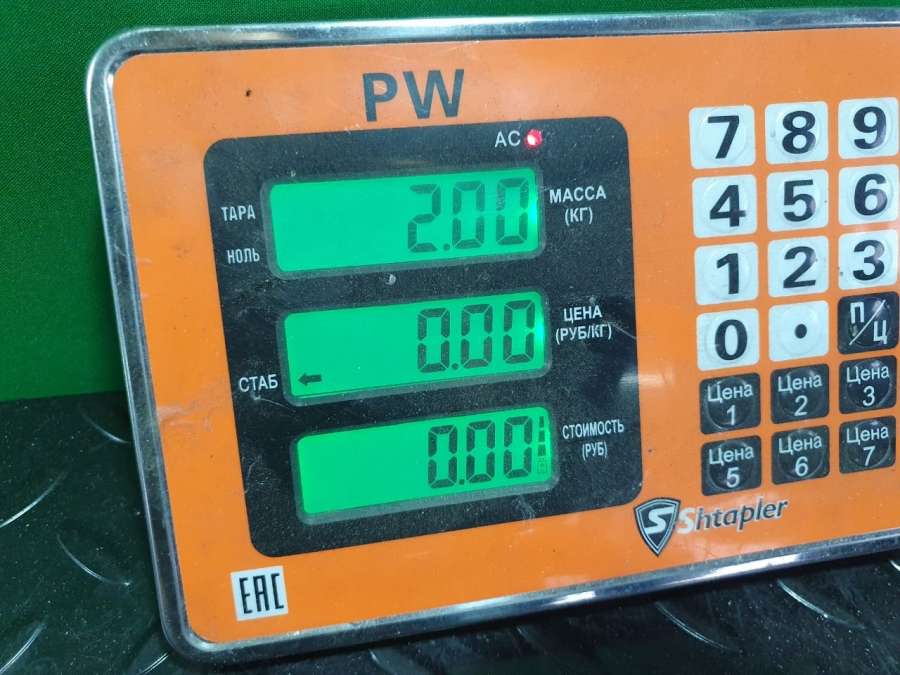 PW
AC
ТАРА
НОЛЬ
2.00
МАССА
(КГ)
СТАБ
0.00
ЦЕНА
(РУБ/КГ)
0.00
СТОИМОСТЬ
(РУБ)
7 8 9
4 5 6
1 2 3
0 . П/Ц
Цена 1 Цена 2 Цена 3
Цена 5 Цена 6 Цена 7
S Shtapler
EAC